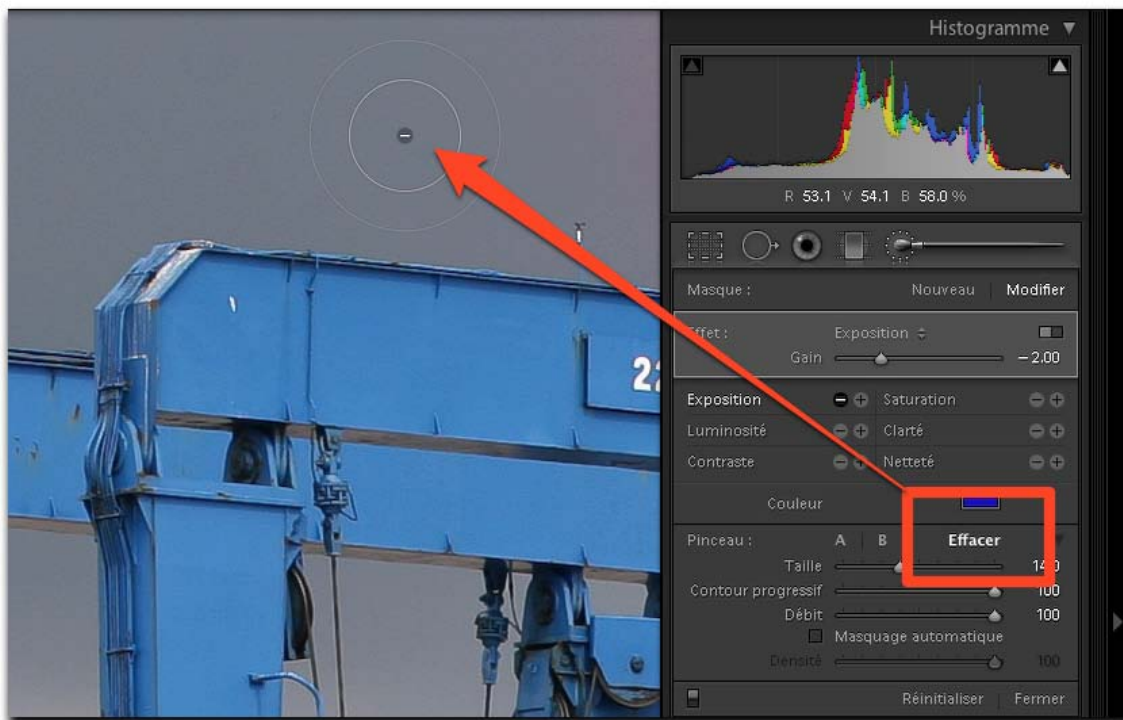 Histogramme
R 53.1 V 54.1 B 58.0 %
Masque : Nouveau Modifier
Effet : Exposition
Gain - 2.00
Exposition Saturation
Luminosité Clarté
Contraste Netteté
Couleur
Pinceau : A B Effacer
Taille
Contour progressif 100
Débit 100
Masquage automatique
Densité 100
Réinitialiser Fermer